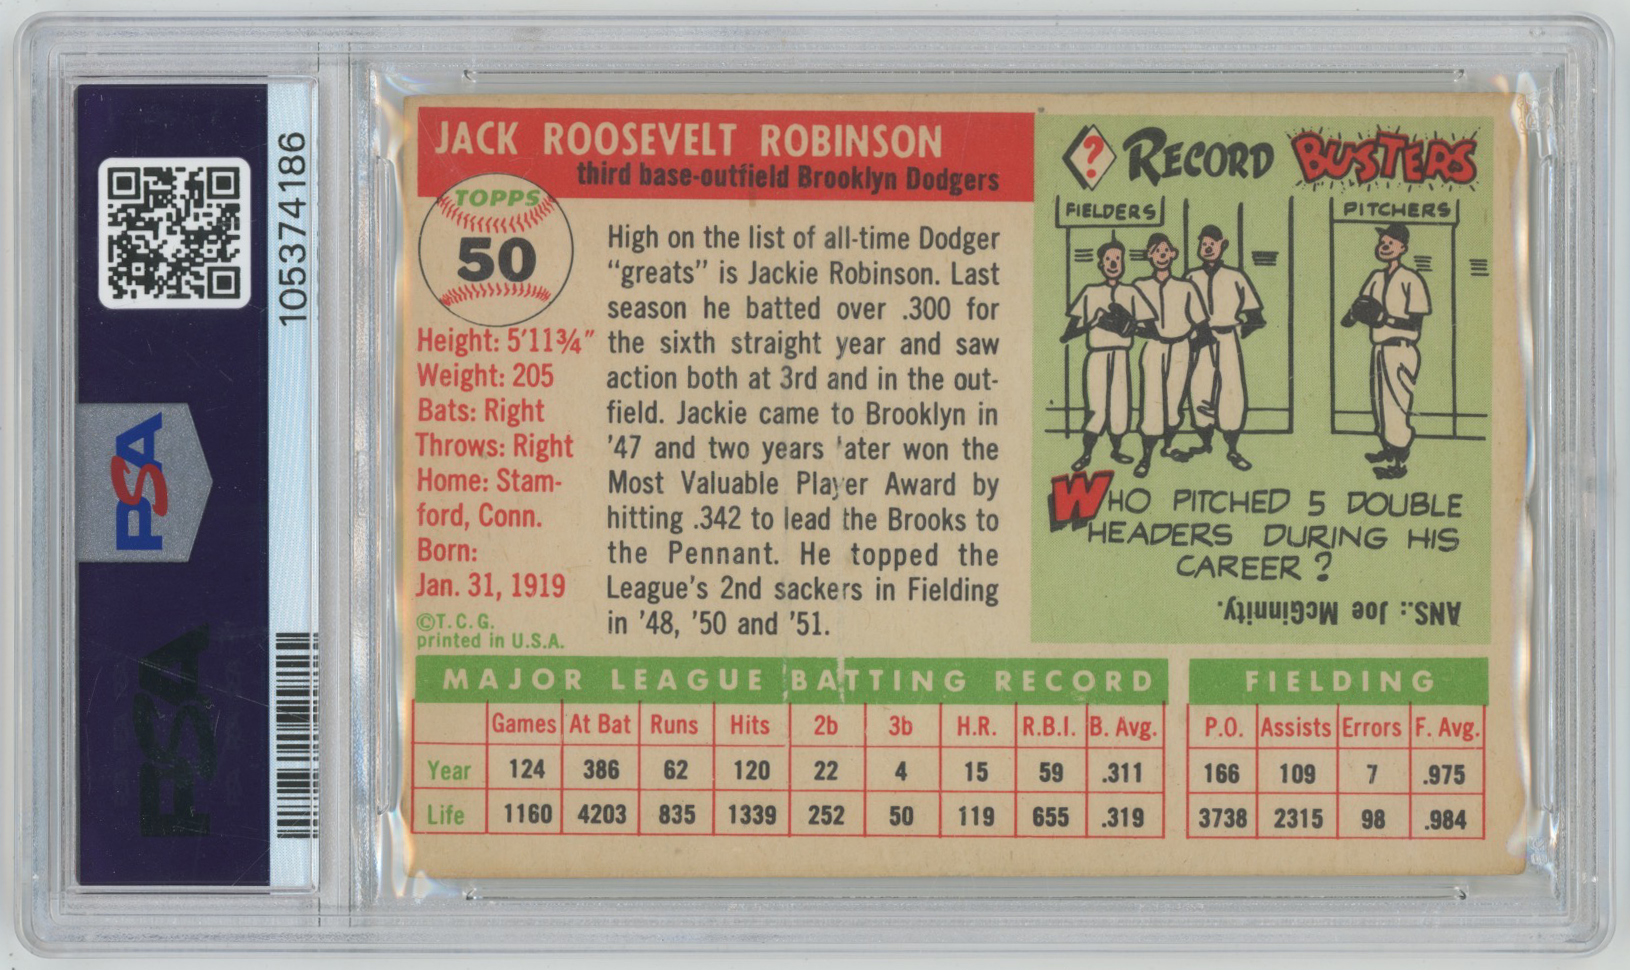 105374186
PSA
PSA
JACK ROOSEVELT ROBINSON
third base-outfield Brooklyn Dodgers
TOPPS
50
Height: 5'11¾"
Weight: 205
Bats: Right
Throws: Right
Home: Stam-
ford, Conn.
Born:
Jan. 31, 1919
©T.C.G.
printed in U.S.A.
High on the list of all-time Dodger
"greats" is Jackie Robinson. Last
season he batted over .300 for
the sixth straight year and saw
action both at 3rd and in the out-
field. Jackie came to Brooklyn in
'47 and two years 'ater won the
Most Valuable Player Award by
hitting .342 to lead the Brooks to
the Pennant. He topped the
League's 2nd sackers in Fielding
in '48, '50 and '51.
? RECORD BUSTERS
FIELDERS
PITCHERS
WHO PITCHED 5 DOUBLE
HEADERS DURING HIS
CAREER?
ANS.: Joe McGinnity.
MAJOR LEAGUE BATTING RECORD
Games At Bat Runs Hits 2b 3b H.R. R.B.I. B. Avg.
Year 124 386 62 120 22 4 15 59 .311
Life 1160 4203 835 1339 252 50 119 655 .319
FIELDING
P.O. Assists Errors F. Avg.
166 109 7 .975
3738 2315 98 .984